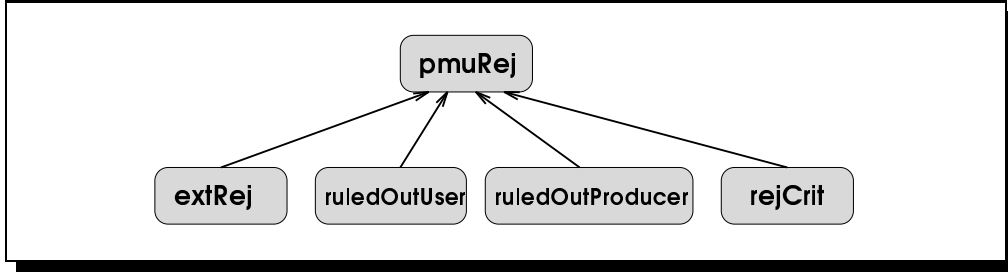 pmuRej
extRej
ruledOutUser
ruledOutProducer
rejCrit